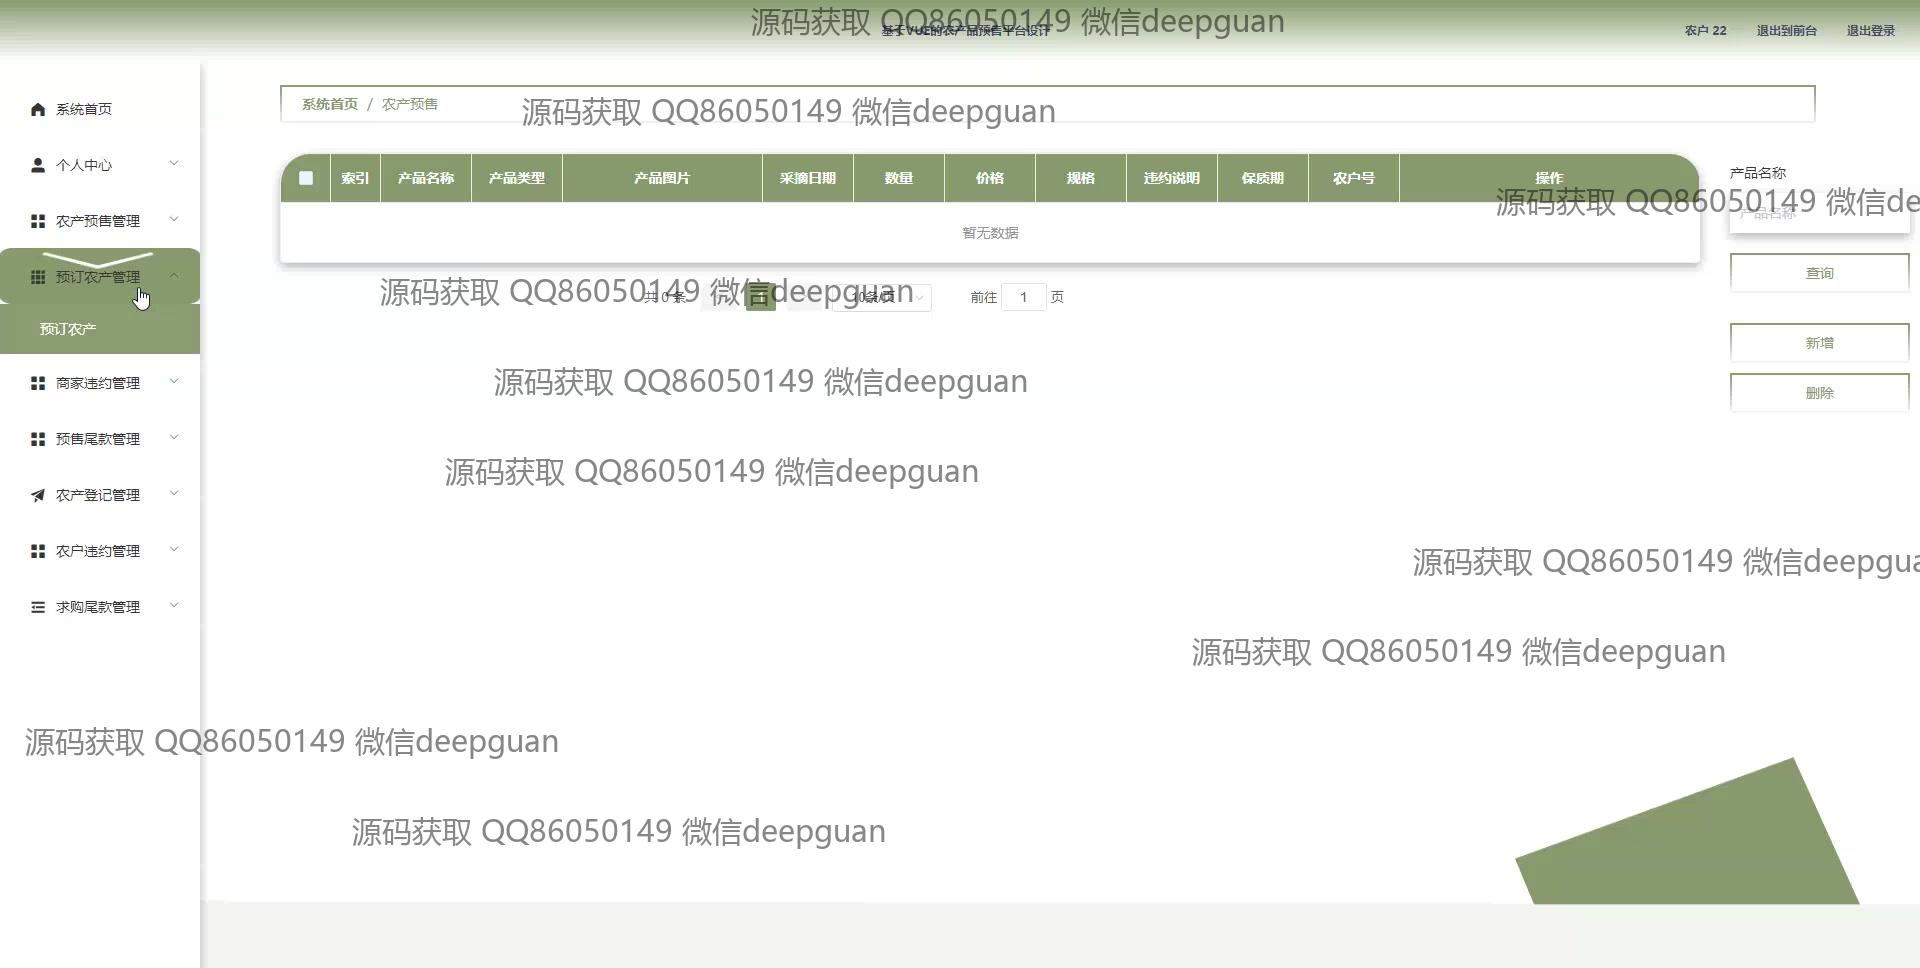 源码获取 QQ86050149 微信deepguan
基于VUE的农产品预售平台设计
农户 22 退出到前台 退出登录
系统首页 / 农产预售
源码获取 QQ86050149 微信deepguan
系统首页
个人中心
农产预售管理
预订农产管理
预订农产
商家违约管理
预售尾款管理
农产登记管理
农户违约管理
求购尾款管理
索引 产品名称 产品类型 产品图片 采摘日期 数量 价格 规格 违约说明 保质期 农户号 操作
暂无数据
产品名称
源码获取 QQ86050149 微信de
产品名称
查询
新增
删除
源码获取 QQ86050149 微信deepguan
共 0 条 1 10条/页 前往 1 页
源码获取 QQ86050149 微信deepguan
源码获取 QQ86050149 微信deepguan
源码获取 QQ86050149 微信deepgua
源码获取 QQ86050149 微信deepguan
源码获取 QQ86050149 微信deepguan
源码获取 QQ86050149 微信deepguan